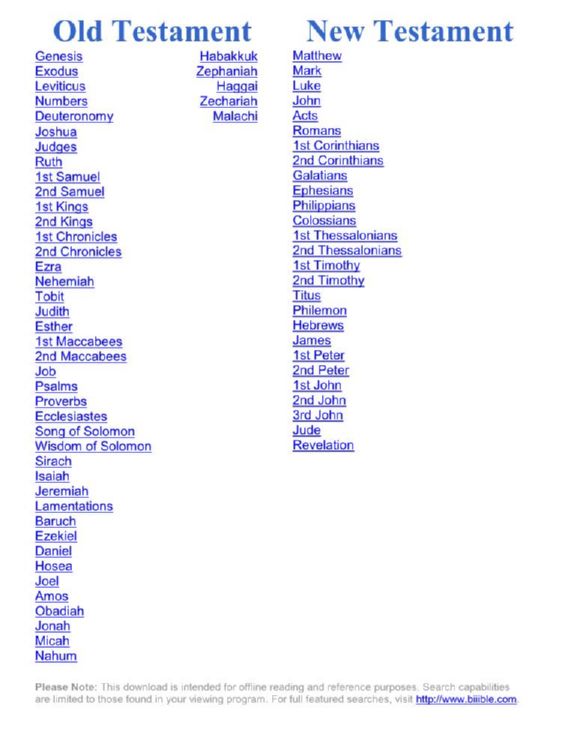 Old Testament
Genesis
Exodus
Leviticus
Numbers
Deuteronomy
Joshua
Judges
Ruth
1st Samuel
2nd Samuel
1st Kings
2nd Kings
1st Chronicles
2nd Chronicles
Ezra
Nehemiah
Tobit
Judith
Esther
1st Maccabees
2nd Maccabees
Job
Psalms
Proverbs
Ecclesiastes
Song of Solomon
Wisdom of Solomon
Sirach
Isaiah
Jeremiah
Lamentations
Baruch
Ezekiel
Daniel
Hosea
Joel
Amos
Obadiah
Jonah
Micah
Nahum
Habakkuk
Zephaniah
Haggai
Zechariah
Malachi
New Testament
Matthew
Mark
Luke
John
Acts
Romans
1st Corinthians
2nd Corinthians
Galatians
Ephesians
Philippians
Colossians
1st Thessalonians
2nd Thessalonians
1st Timothy
2nd Timothy
Titus
Philemon
Hebrews
James
1st Peter
2nd Peter
1st John
2nd John
3rd John
Jude
Revelation
Please Note: This download is intended for offline reading and reference purposes. Search capabilities
are limited to those found in your viewing program. For full featured searches, visit http://www.biiible.com.